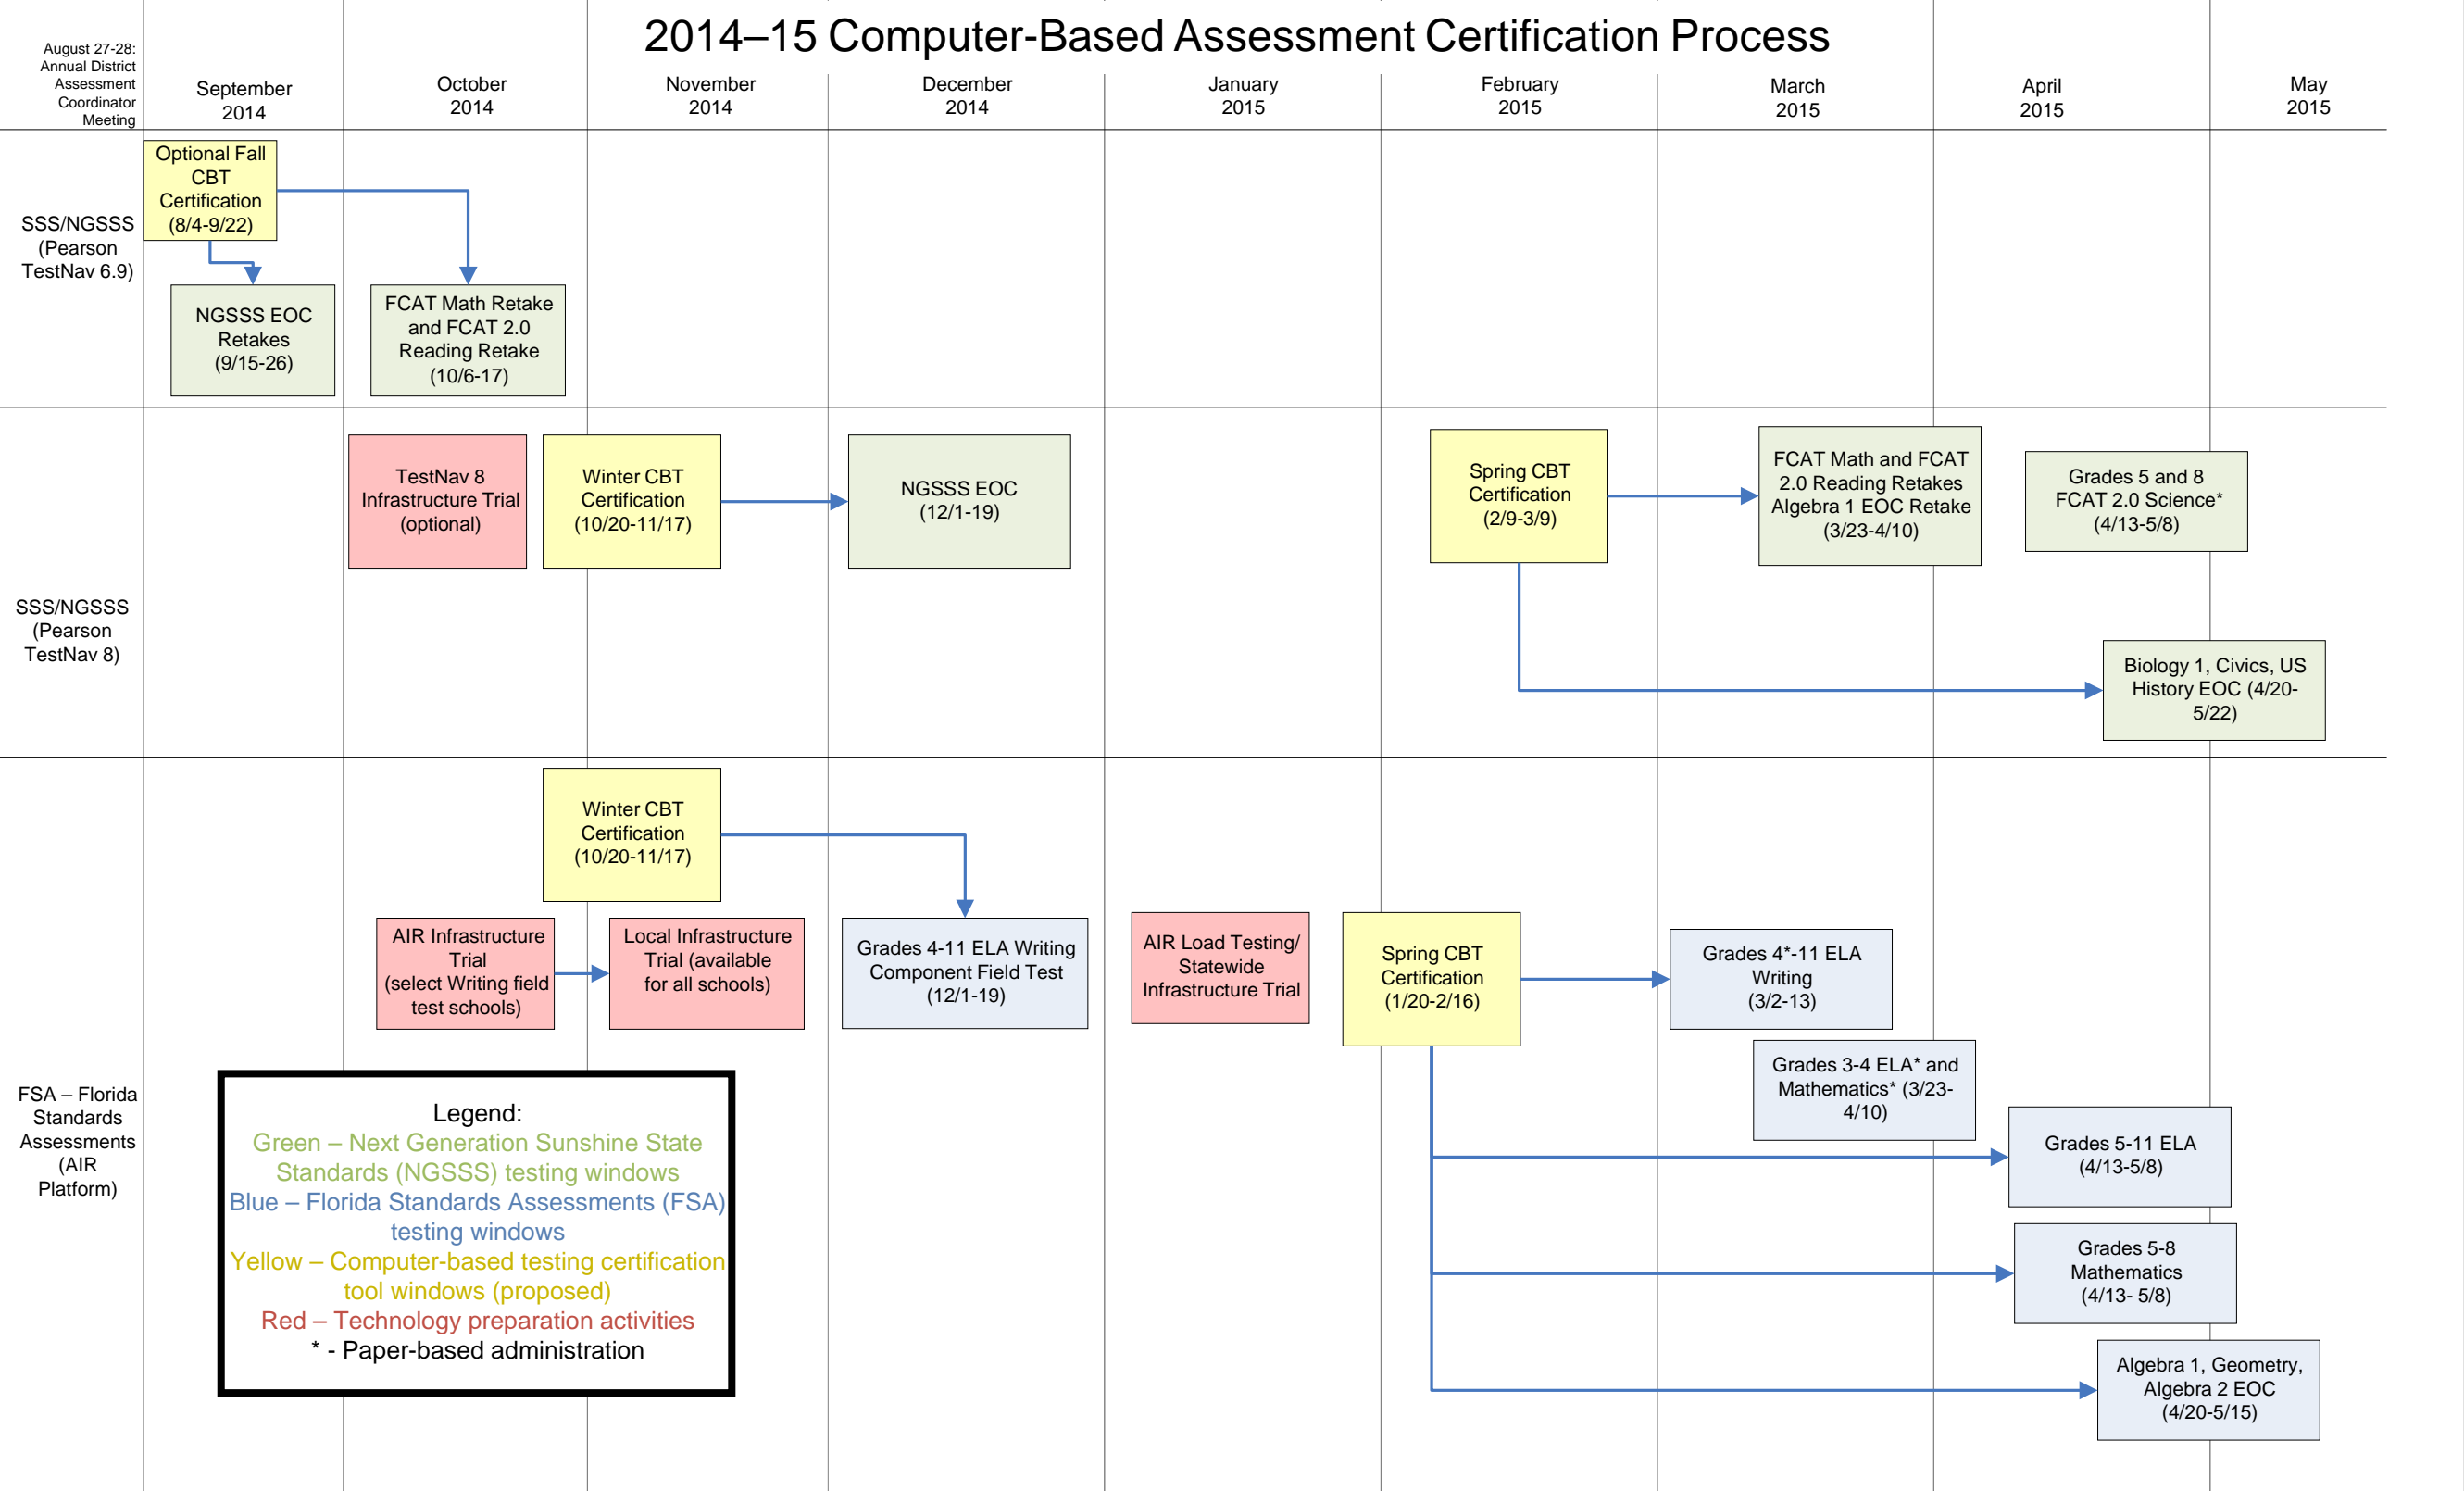 2014–15 Computer-Based Assessment Certification Process
August 27-28:
Annual District
Assessment
Coordinator
Meeting
September
2014
October
2014
November
2014
December
2014
January
2015
February
2015
March
2015
April
2015
May
2015
SSS/NGSSS
(Pearson
TestNav 6.9)
Optional Fall
CBT
Certification
(8/4-9/22)
NGSSS EOC
Retakes
(9/15-26)
FCAT Math Retake
and FCAT 2.0
Reading Retake
(10/6-17)
SSS/NGSSS
(Pearson
TestNav 8)
TestNav 8
Infrastructure Trial
(optional)
Winter CBT
Certification
(10/20-11/17)
NGSSS EOC
(12/1-19)
Spring CBT
Certification
(2/9-3/9)
FCAT Math and FCAT
2.0 Reading Retakes
Algebra 1 EOC Retake
(3/23-4/10)
Grades 5 and 8
FCAT 2.0 Science*
(4/13-5/8)
Biology 1, Civics, US
History EOC (4/20-
5/22)
FSA – Florida
Standards
Assessments
(AIR
Platform)
Winter CBT
Certification
(10/20-11/17)
AIR Infrastructure
Trial
(select Writing field
test schools)
Local Infrastructure
Trial (available
for all schools)
Grades 4-11 ELA Writing
Component Field Test
(12/1-19)
AIR Load Testing/
Statewide
Infrastructure Trial
Spring CBT
Certification
(1/20-2/16)
Grades 4*-11 ELA
Writing
(3/2-13)
Grades 3-4 ELA* and
Mathematics* (3/23-
4/10)
Grades 5-11 ELA
(4/13-5/8)
Grades 5-8
Mathematics
(4/13- 5/8)
Algebra 1, Geometry,
Algebra 2 EOC
(4/20-5/15)
Legend:
Green – Next Generation Sunshine State
Standards (NGSSS) testing windows
Blue – Florida Standards Assessments (FSA)
testing windows
Yellow – Computer-based testing certification
tool windows (proposed)
Red – Technology preparation activities
* - Paper-based administration